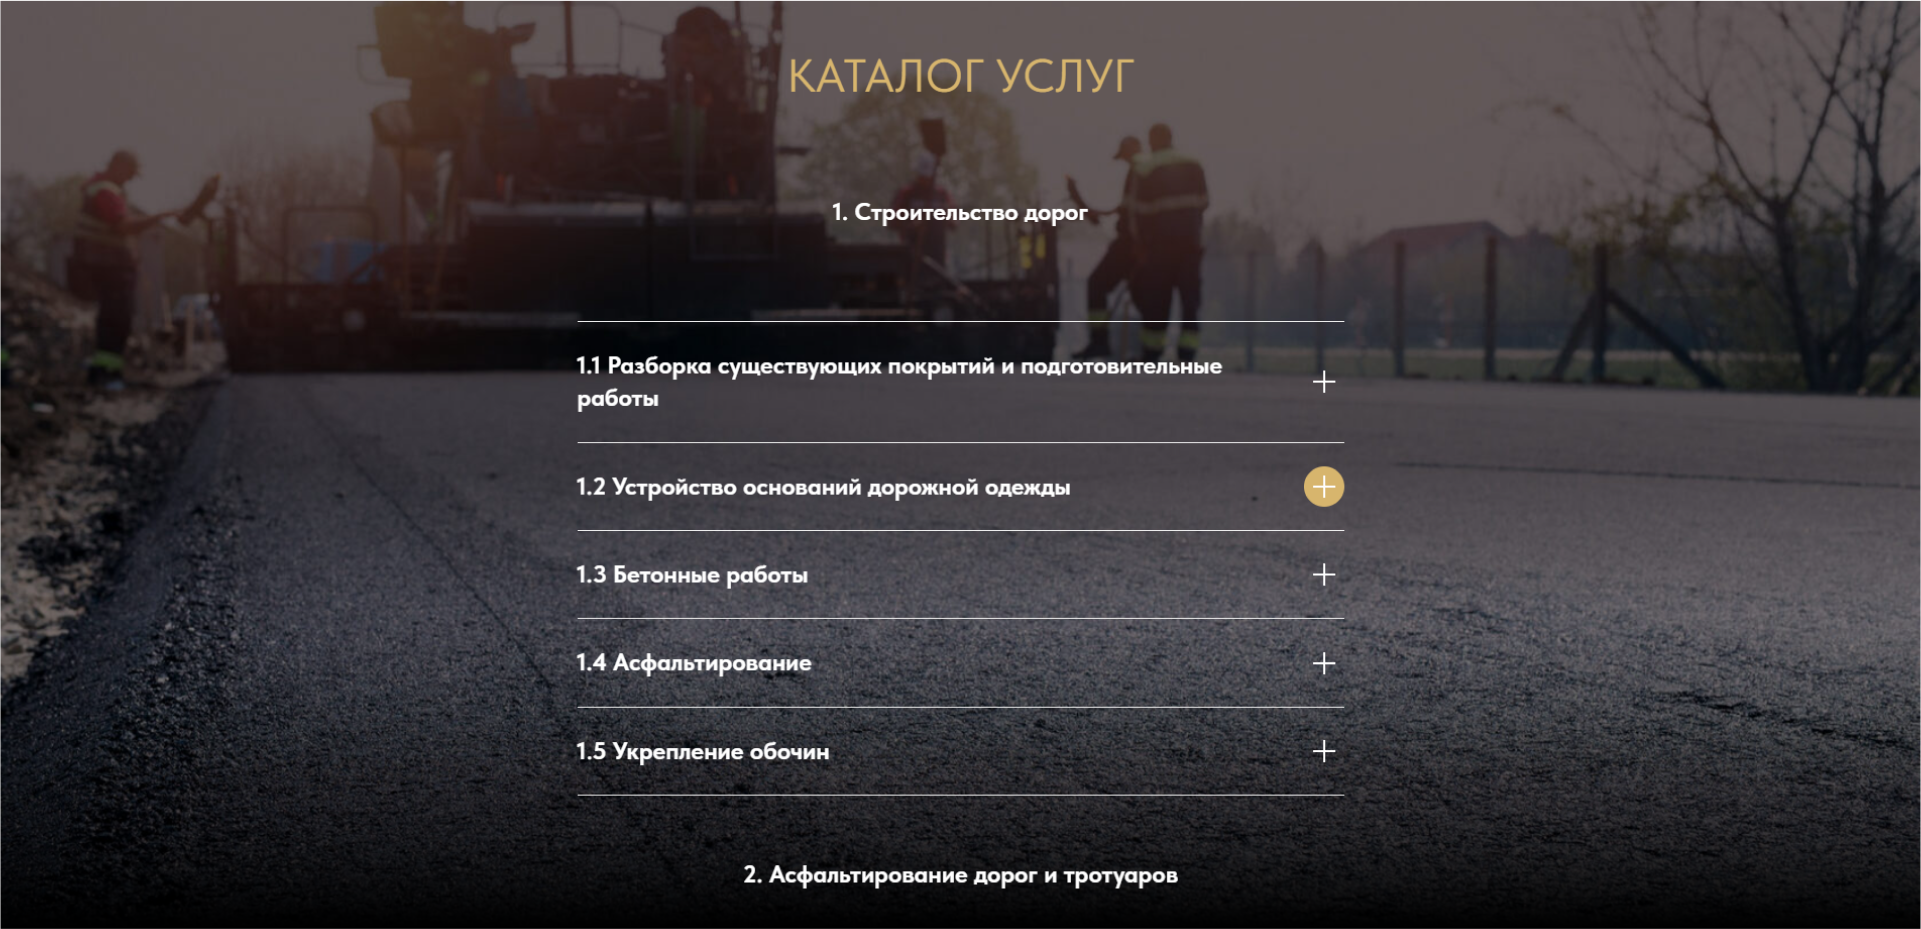 КАТАЛОГ УСЛУГ
1. Строительство дорог
1.1 Разборка существующих покрытий и подготовительные
работы
1.2 Устройство оснований дорожной одежды
1.3 Бетонные работы
1.4 Асфальтирование
1.5 Укрепление обочин
2. Асфальтирование дорог и тротуаров